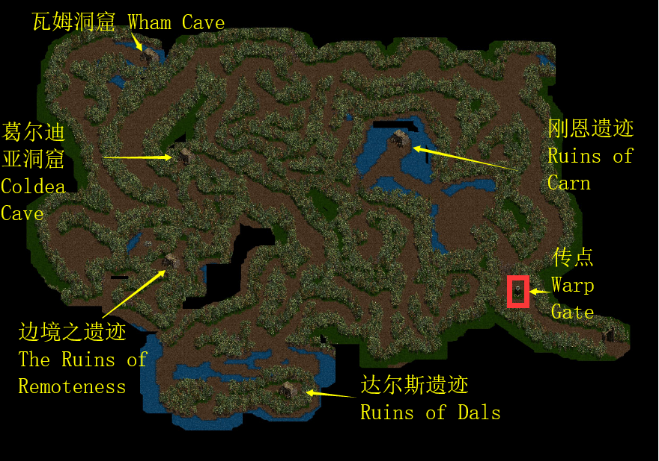 瓦姆洞窟 Wham Cave
葛尔迪
亚洞窟
Coldea
Cave
刚恩遗迹
Ruins of
Carn
传点
Warp
Gate
边境之遗迹
The Ruins of
Remoteness
达尔斯遗迹
Ruins of Dals